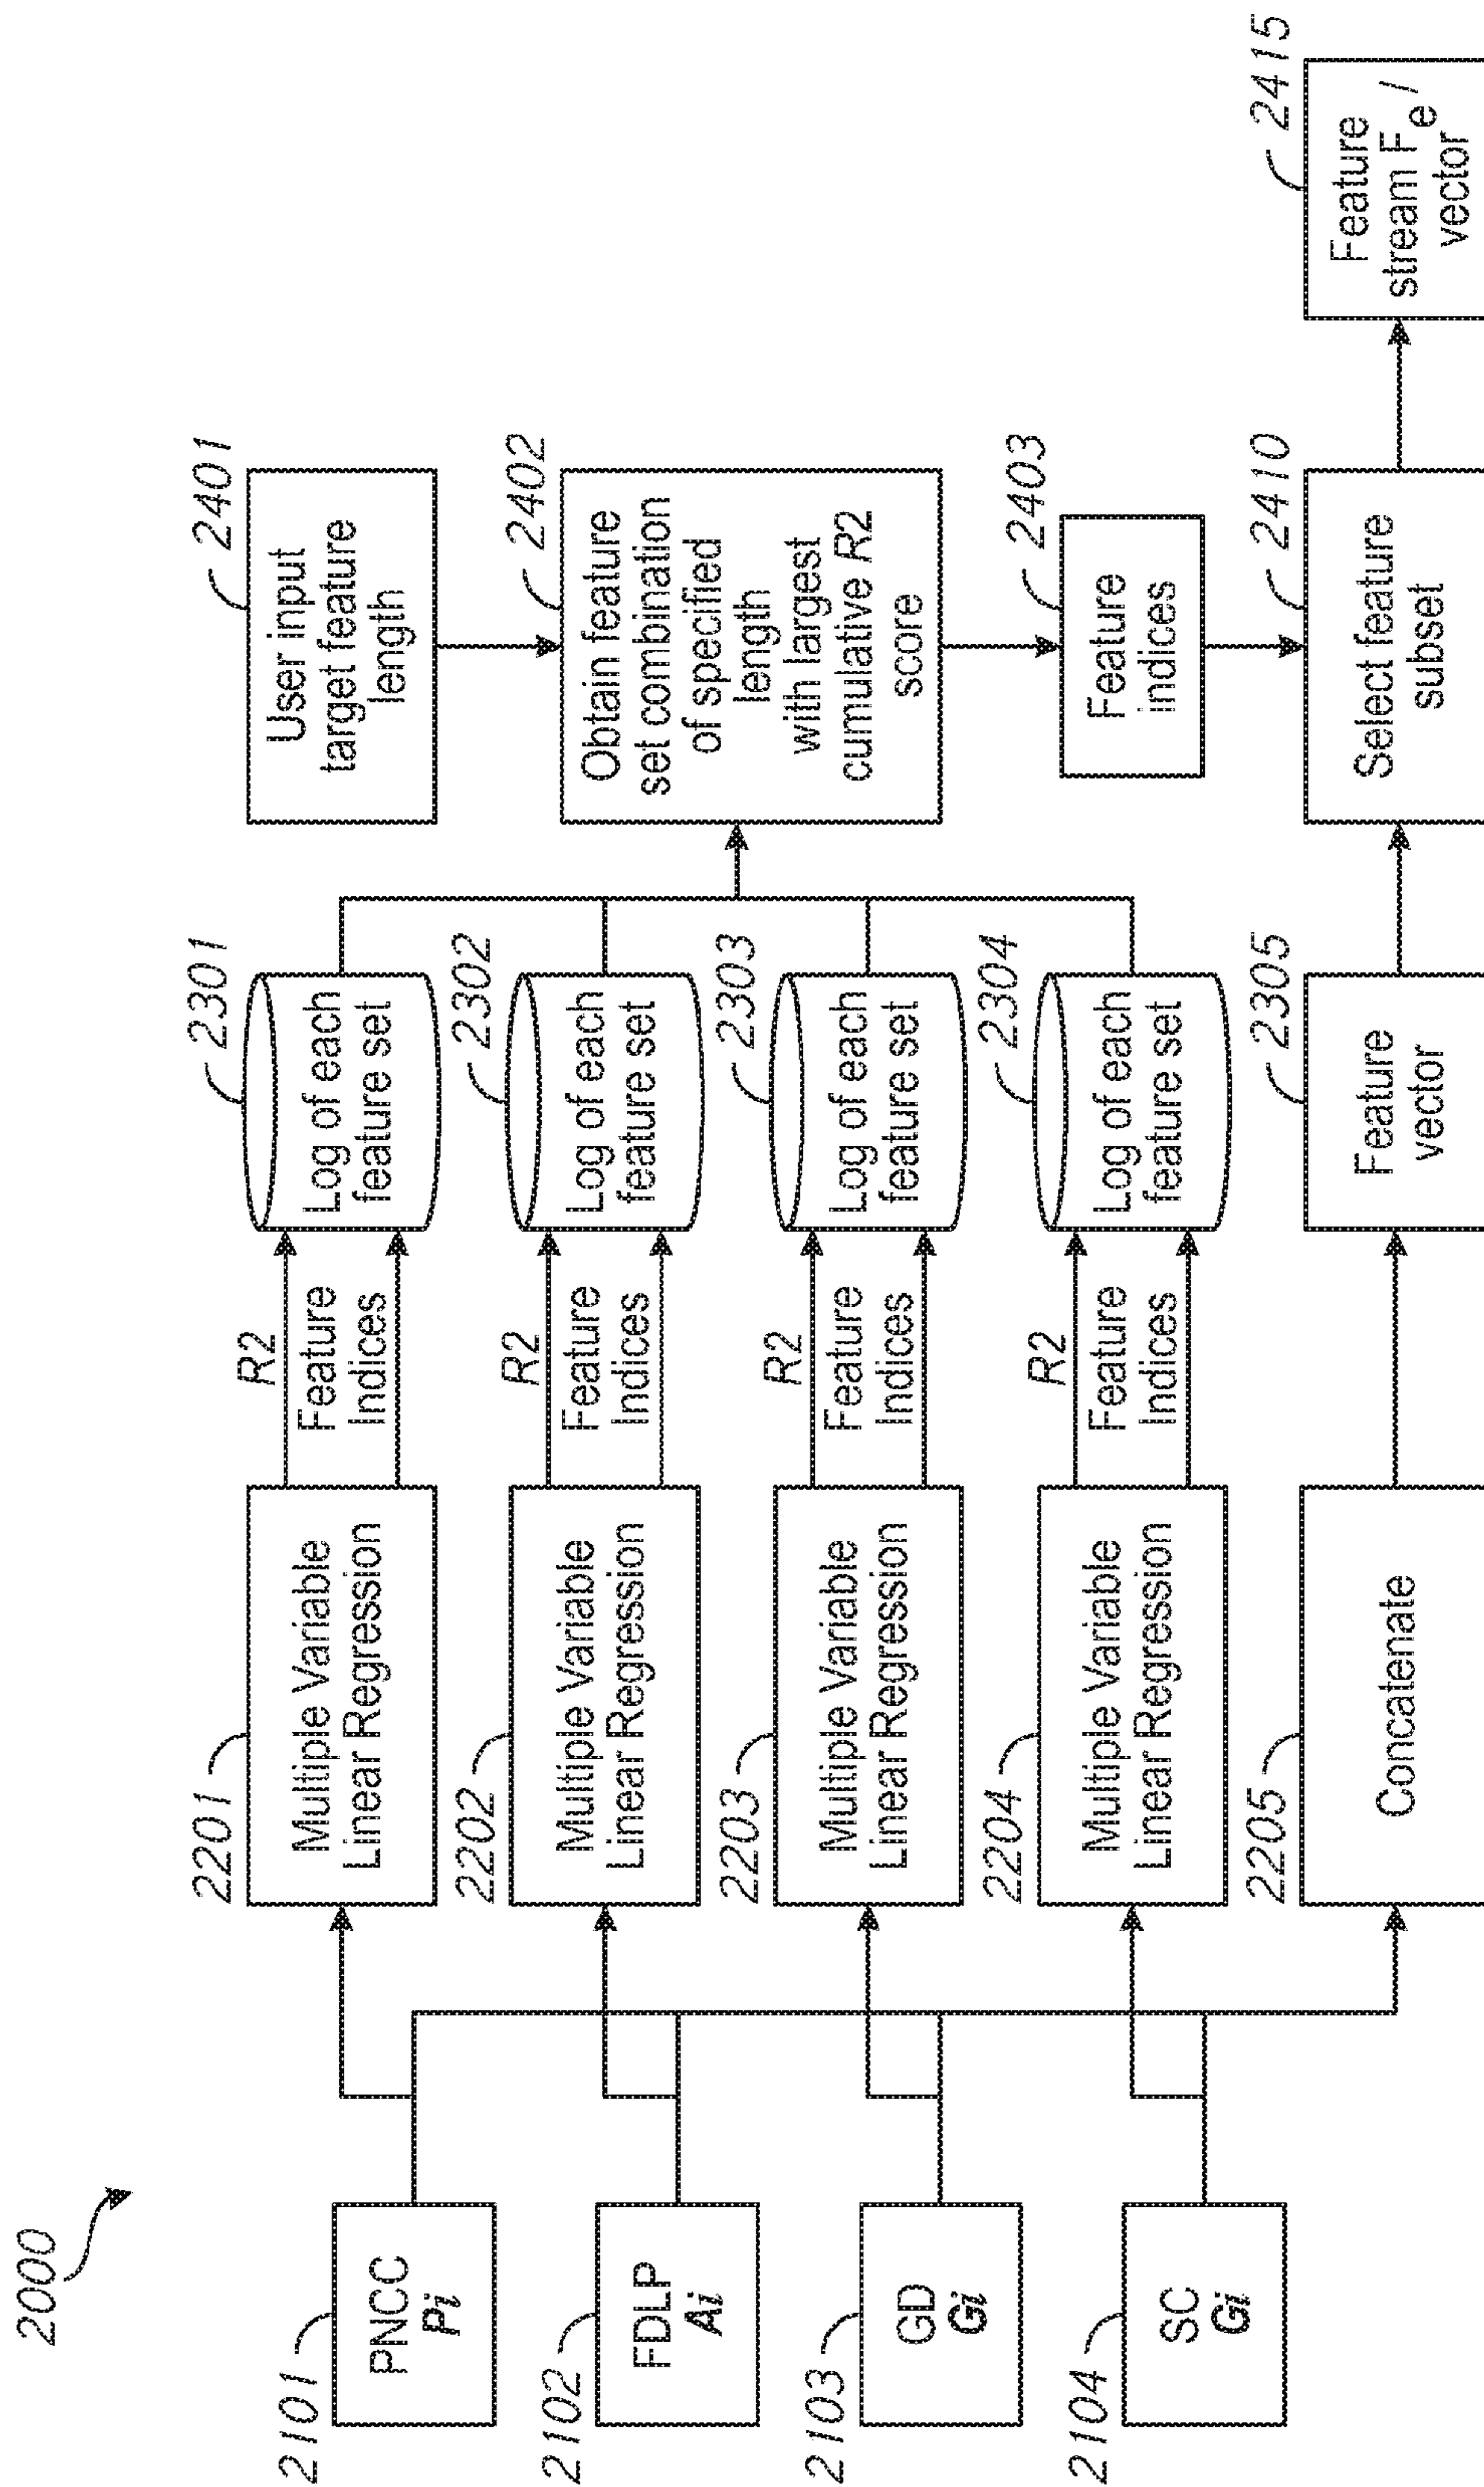 2000
2101
PNCC
Pi
2102
FDLP
Ai
2103
GD
Gi
2104
SC
Gi
2201
Multiple Variable
Linear Regression
2202
Multiple Variable
Linear Regression
2203
Multiple Variable
Linear Regression
2204
Multiple Variable
Linear Regression
2205
Concatenate
R2
Feature
Indices
R2
Feature
Indices
R2
Feature
Indices
R2
Feature
Indices
2301
Log of each
feature set
2302
Log of each
feature set
2303
Log of each
feature set
2304
Log of each
feature set
2305
Feature
vector
2401
User input
target feature
length
2402
Obtain feature
set combination
of specified
length
with largest
cumulative R2
score
2403
Feature
indices
2410
Select feature
subset
2415
Feature
stream Fe /
vector